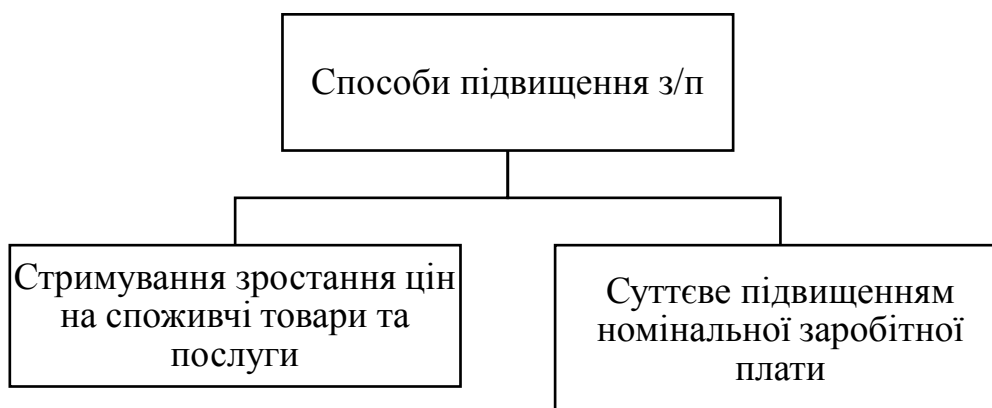 Способи підвищення з/п
Стримування зростання цін
на споживчі товари та
послуги
Суттєве підвищенням
номінальної заробітної
плати